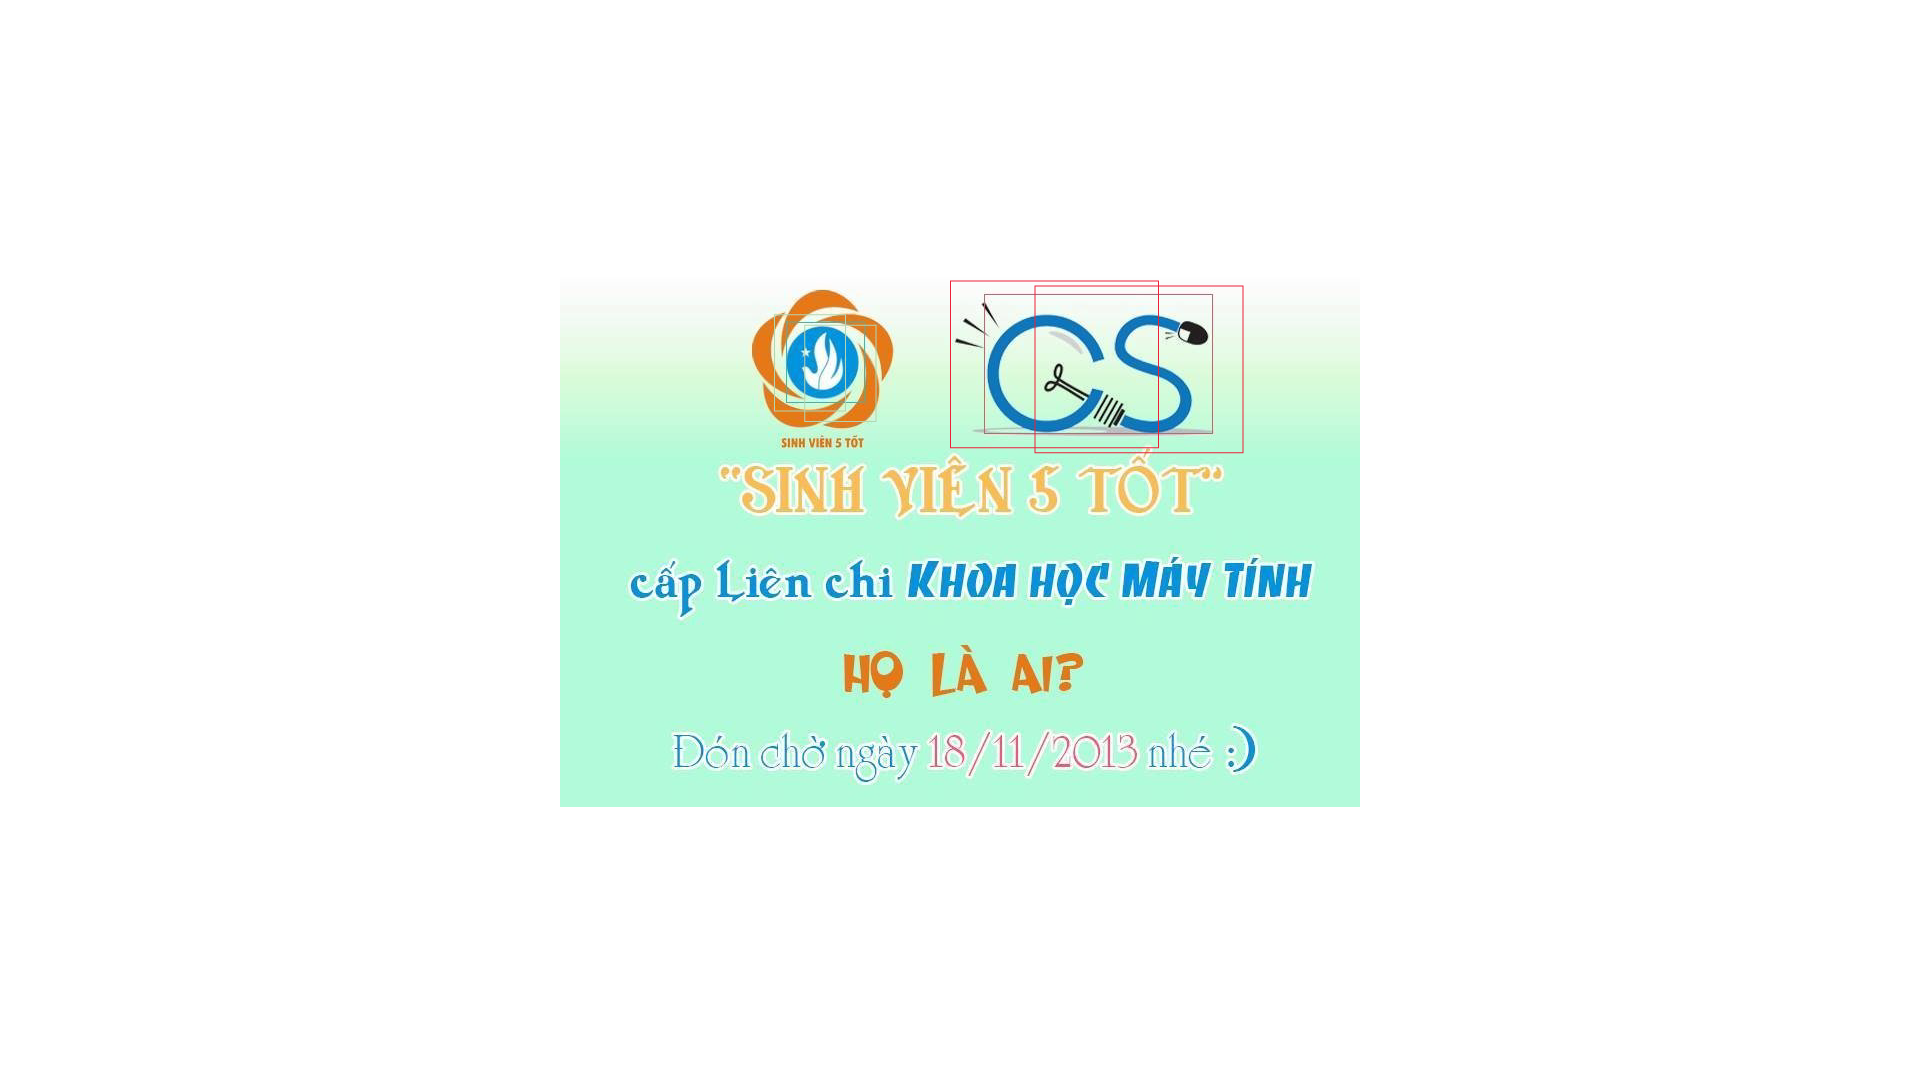 SINH VIÊN 5 TỐT
CS
"SINH VIÊN 5 TỐT"
cấp Liên chi KHOA HỌC MÁY TÍNH
HỌ LÀ AI?
Đón chờ ngày 18/11/2013 nhé :)